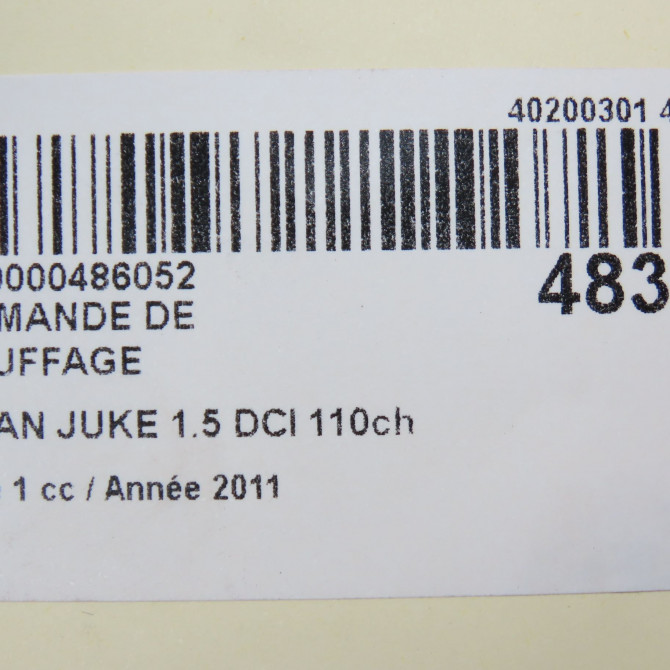 40200301 4
0000486052
483
MANDE DE
UFFAGE
AN JUKE 1.5 DCI 110ch
1 cc / Année 2011